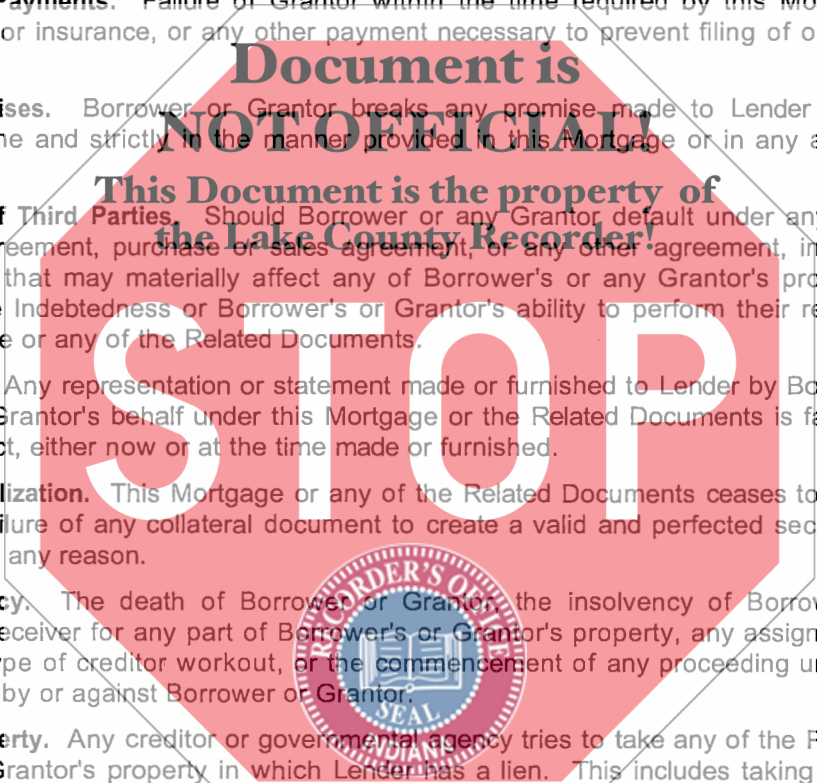 Payments. Failure of Grantor within the time required by this Mo
or insurance, or any other payment necessary to prevent filing of o
Document is
ises. Borrower or Grantor breaks any promise made to Lender
NOT OFFICIAL!
ne and strictly in the manner provided in this Mortgage or in any a
This Document is the property of
f Third Parties. Should Borrower or any Grantor default under any
the Lake County Recorder!
reement, purchase or sales agreement, or any other agreement, in
that may materially affect any of Borrower's or any Grantor's pro
e Indebtedness or Borrower's or Grantor's ability to perform their re
e or any of the Related Documents.
STOP
Any representation or statement made or furnished to Lender by Bo
Grantor's behalf under this Mortgage or the Related Documents is fa
ct, either now or at the time made or furnished.
lization. This Mortgage or any of the Related Documents ceases to
ilure of any collateral document to create a valid and perfected sec
any reason.
RECORDER'S OFFICE
cy. The death of Borrower or Grantor, the insolvency of Borrow
eceiver for any part of Borrower's or Grantor's property, any assign
ype of creditor workout, or the commencement of any proceeding un
by or against Borrower or Grantor.
SEAL
INDIANA
erty. Any creditor or governmental agency tries to take any of the P
Grantor's property in which Lender has a lien. This includes taking